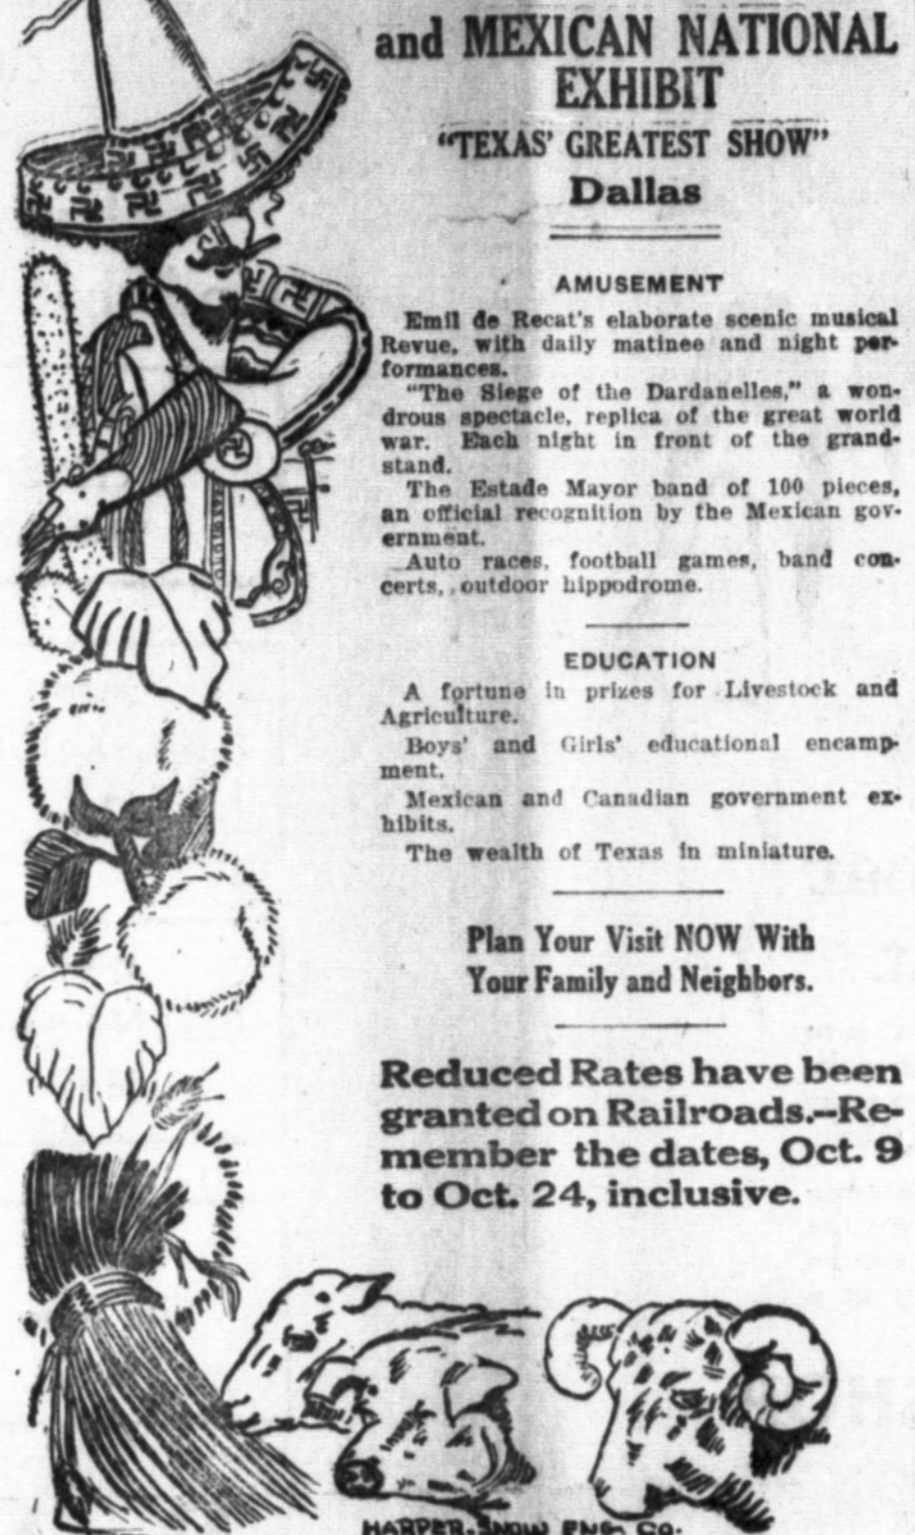 and MEXICAN NATIONAL
EXHIBIT
"TEXAS' GREATEST SHOW"
Dallas
AMUSEMENT
Emil de Recat's elaborate scenic musical
Revue, with daily matinee and night per-
formances.
"The Siege of the Dardanelles," a won-
drous spectacle, replica of the great world
war. Each night in front of the grand-
stand.
The Estade Mayor band of 100 pieces,
an official recognition by the Mexican gov-
ernment.
Auto races, football games, band con-
certs, outdoor hippodrome.
EDUCATION
A fortune in prizes for Livestock and
Agriculture.
Boys' and Girls' educational encamp-
ment.
Mexican and Canadian government ex-
hibits.
The wealth of Texas in miniature.
Plan Your Visit NOW With
Your Family and Neighbors.
Reduced Rates have been
granted on Railroads.--Re-
member the dates, Oct. 9
to Oct. 24, inclusive.
HARPER, SNOW ENG. CO.